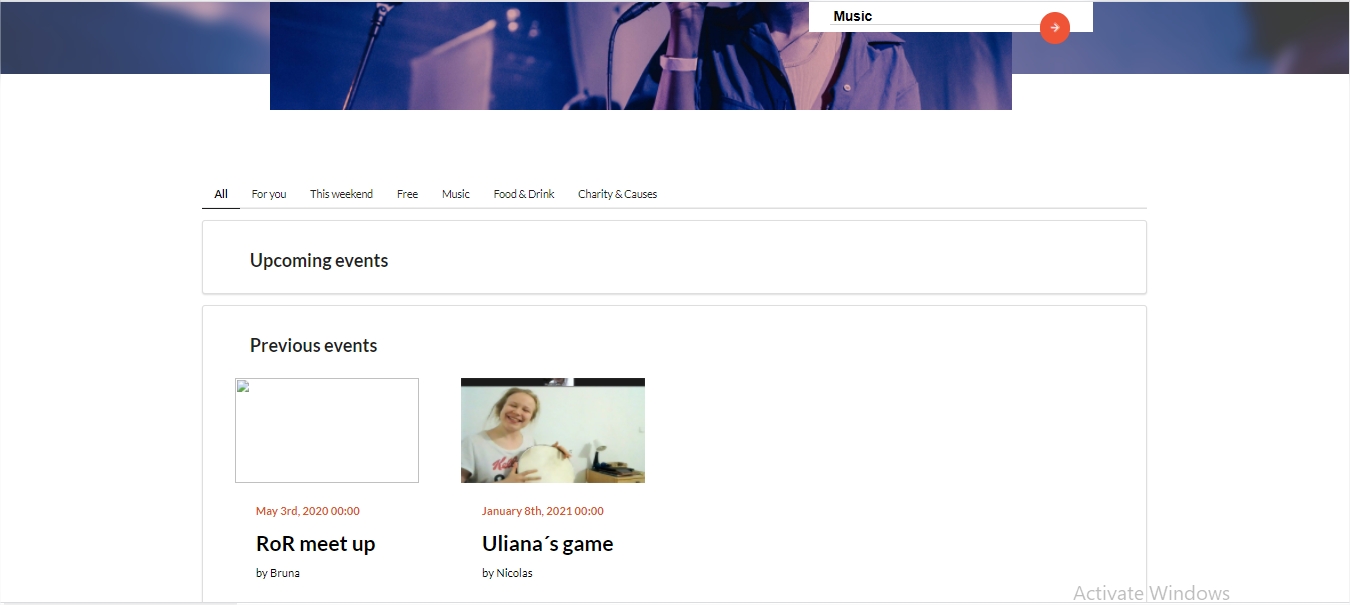 Music
All For you This weekend Free Music Food & Drink Charity & Causes
Upcoming events
Previous events
May 3rd, 2020 00:00 January 8th, 2021 00:00
RoR meet up Uliana´s game
by Bruna by Nicolas
Activate Windows